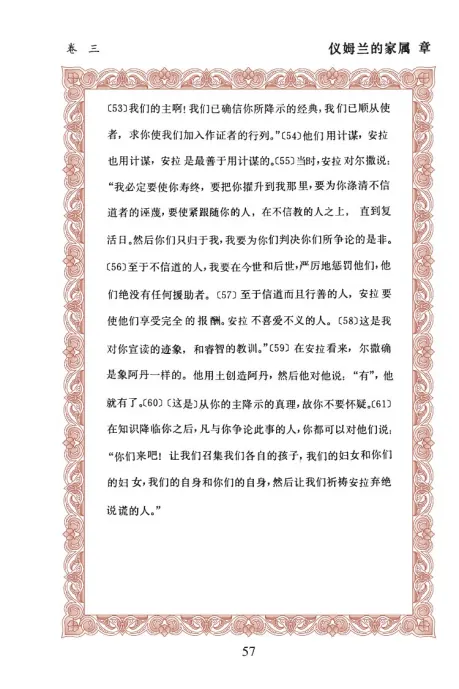 卷 三
仪姆兰的家属 章
〔53〕我们的主啊！我们已确信你所降示的经典，我们已顺从使
者，求你使我们加入作证者的行列。”〔54〕他们用计谋，安拉
也用计谋，安拉是最善于用计谋的。〔55〕当时，安拉对尔撒说：
“我必定要使你寿终，要把你擢升到我那里，要为你涤清不信
道者的诬蔑，要使紧跟随你的人，在不信教的人之上，直到复
活日。然后你们只归于我，我要为你们判决你们所争论的是非。
〔56〕至于不信道的人，我要在今世和后世，严厉地惩罚他们，他
们绝没有任何援助者。〔57〕至于信道而且行善的人，安拉要
使他们享受完全的报酬。安拉不喜爱不义的人。〔58〕这是我
对你宣读的迹象，和睿智的教训。”〔59〕在安拉看来，尔撒确
是象阿丹一样的。他用土创造阿丹，然后他对他说：“有”，他
就有了。〔60〕〔这是〕从你的主降示的真理，故你不要怀疑。〔61〕
在知识降临你之后，凡与你争论此事的人，你都可以对他们说：
“你们来吧！让我们召集我们各自的孩子，我们的妇女和你们
的妇女，我们的自身和你们的自身，然后让我们祈祷安拉弃绝
说谎的人。”
57